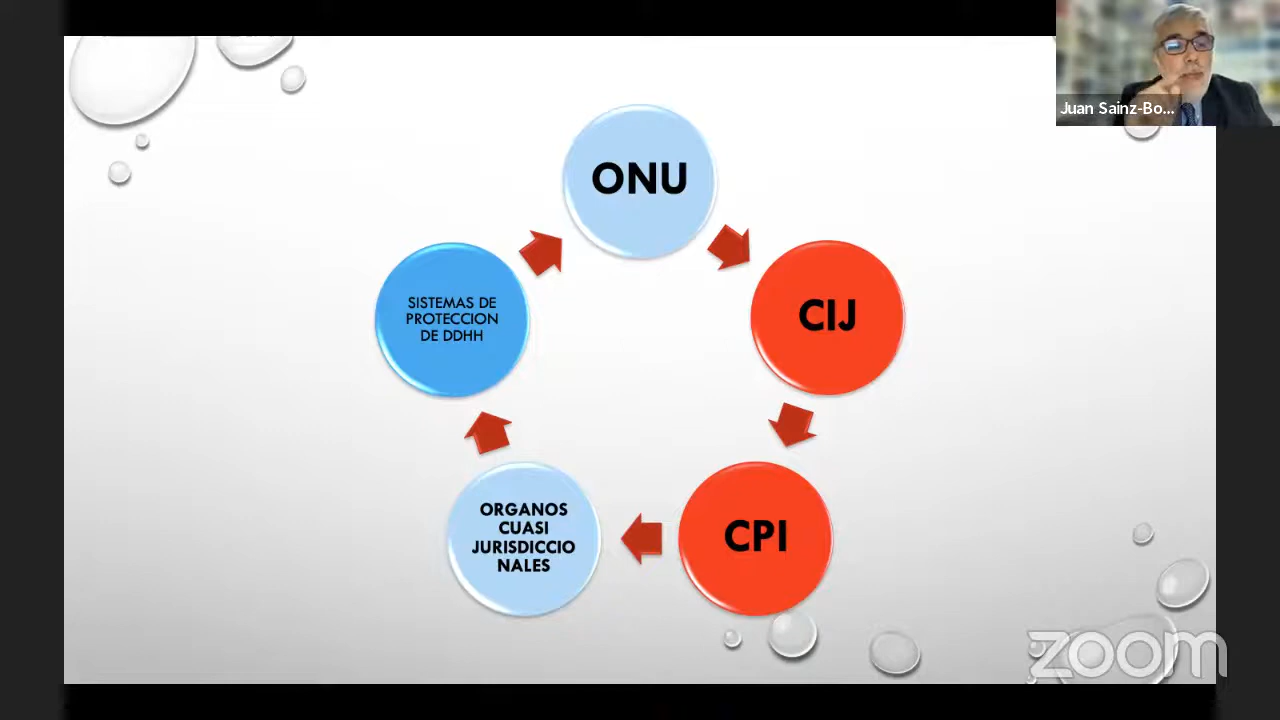 Juan Sainz-Bo...
ONU
CIJ
SISTEMAS DE
PROTECCION
DE DDHH
ORGANOS
CUASI
JURISDICCIO
NALES
CPI
zoom